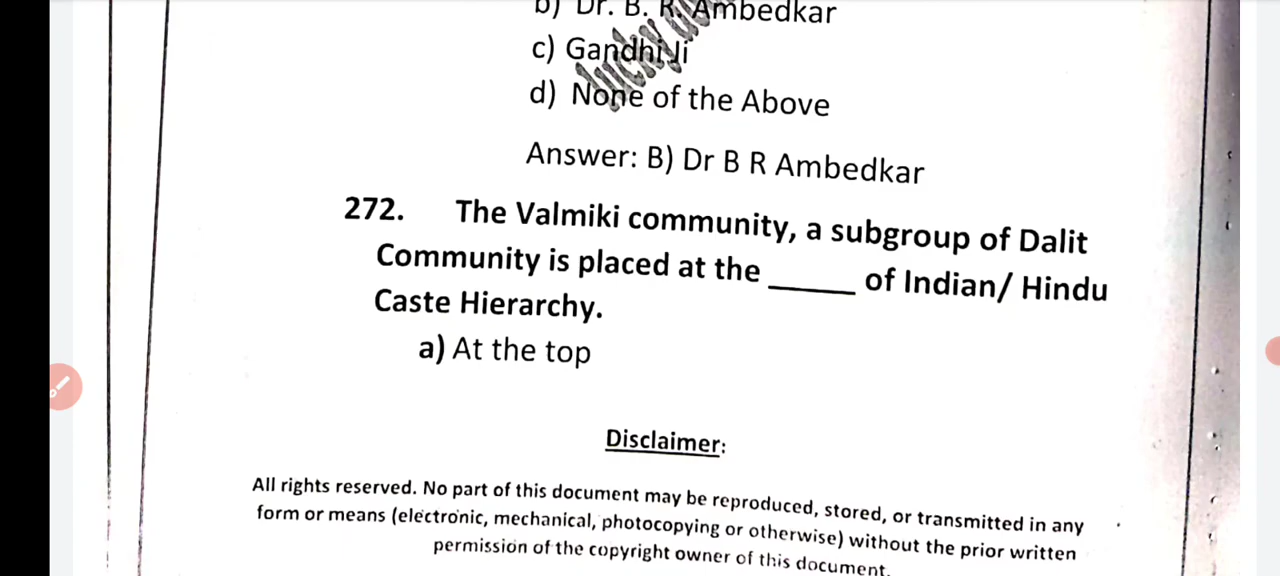 b) Dr. B. R. Ambedkar
c) Gandhi Ji
d) None of the Above
Answer: B) Dr B R Ambedkar
272. The Valmiki community, a subgroup of Dalit
Community is placed at the _____ of Indian/ Hindu
Caste Hierarchy.
a) At the top
Disclaimer:
All rights reserved. No part of this document may be reproduced, stored, or transmitted in any
form or means (electronic, mechanical, photocopying or otherwise) without the prior written
permission of the copyright owner of this document.